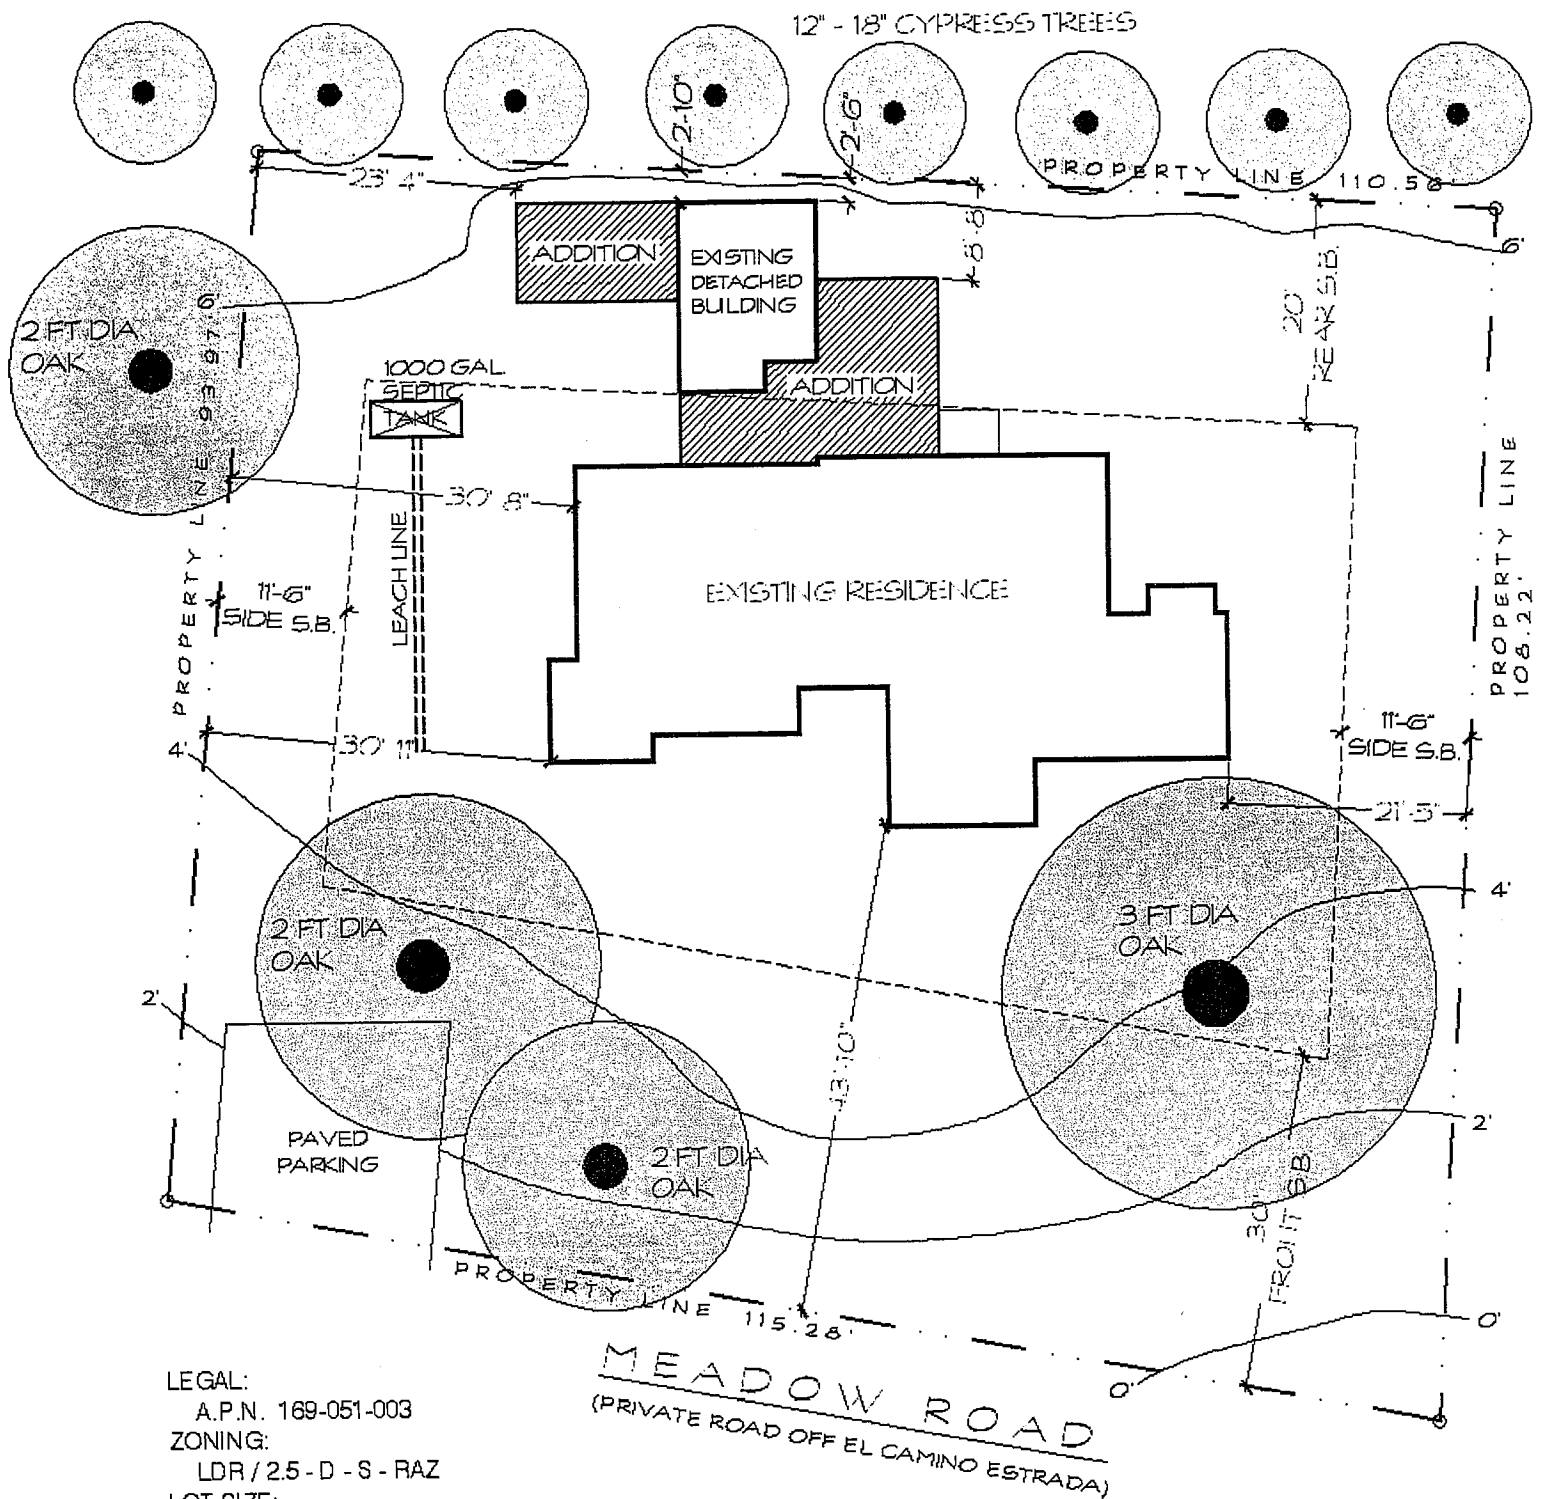 12" - 18" CYPRESS TREES
2'-10"
2'-6"
23' 4"
PROPERTY LINE 110.56'
ADDITION
EXISTING
DETACHED
BUILDING
8'-8"
6'
6'
20'
REAR S.B.
2 FT DIA
OAK
PROPERTY LINE 93.97'
1000 GAL.
SEPTIC
TANK
ADDITION
30' 8"
LEACH LINE
PROPERTY LINE
108.22'
11'-6"
SIDE S.B.
EXISTING RESIDENCE
30' 11"
4'
11'-6"
SIDE S.B.
21'-5"
4'
2 FT DIA
OAK
3 FT DIA
OAK
2'
PAVED
PARKING
2 FT DIA
OAK
2'
30'
FRONT SB
PROPERTY LINE 115.28'
0'
0'
MEADOW ROAD
(PRIVATE ROAD OFF EL CAMINO ESTRADA)
LEGAL:
A.P.N. 169-051-003
ZONING:
LDR / 2.5 - D - S - RAZ
LOT SIZE: